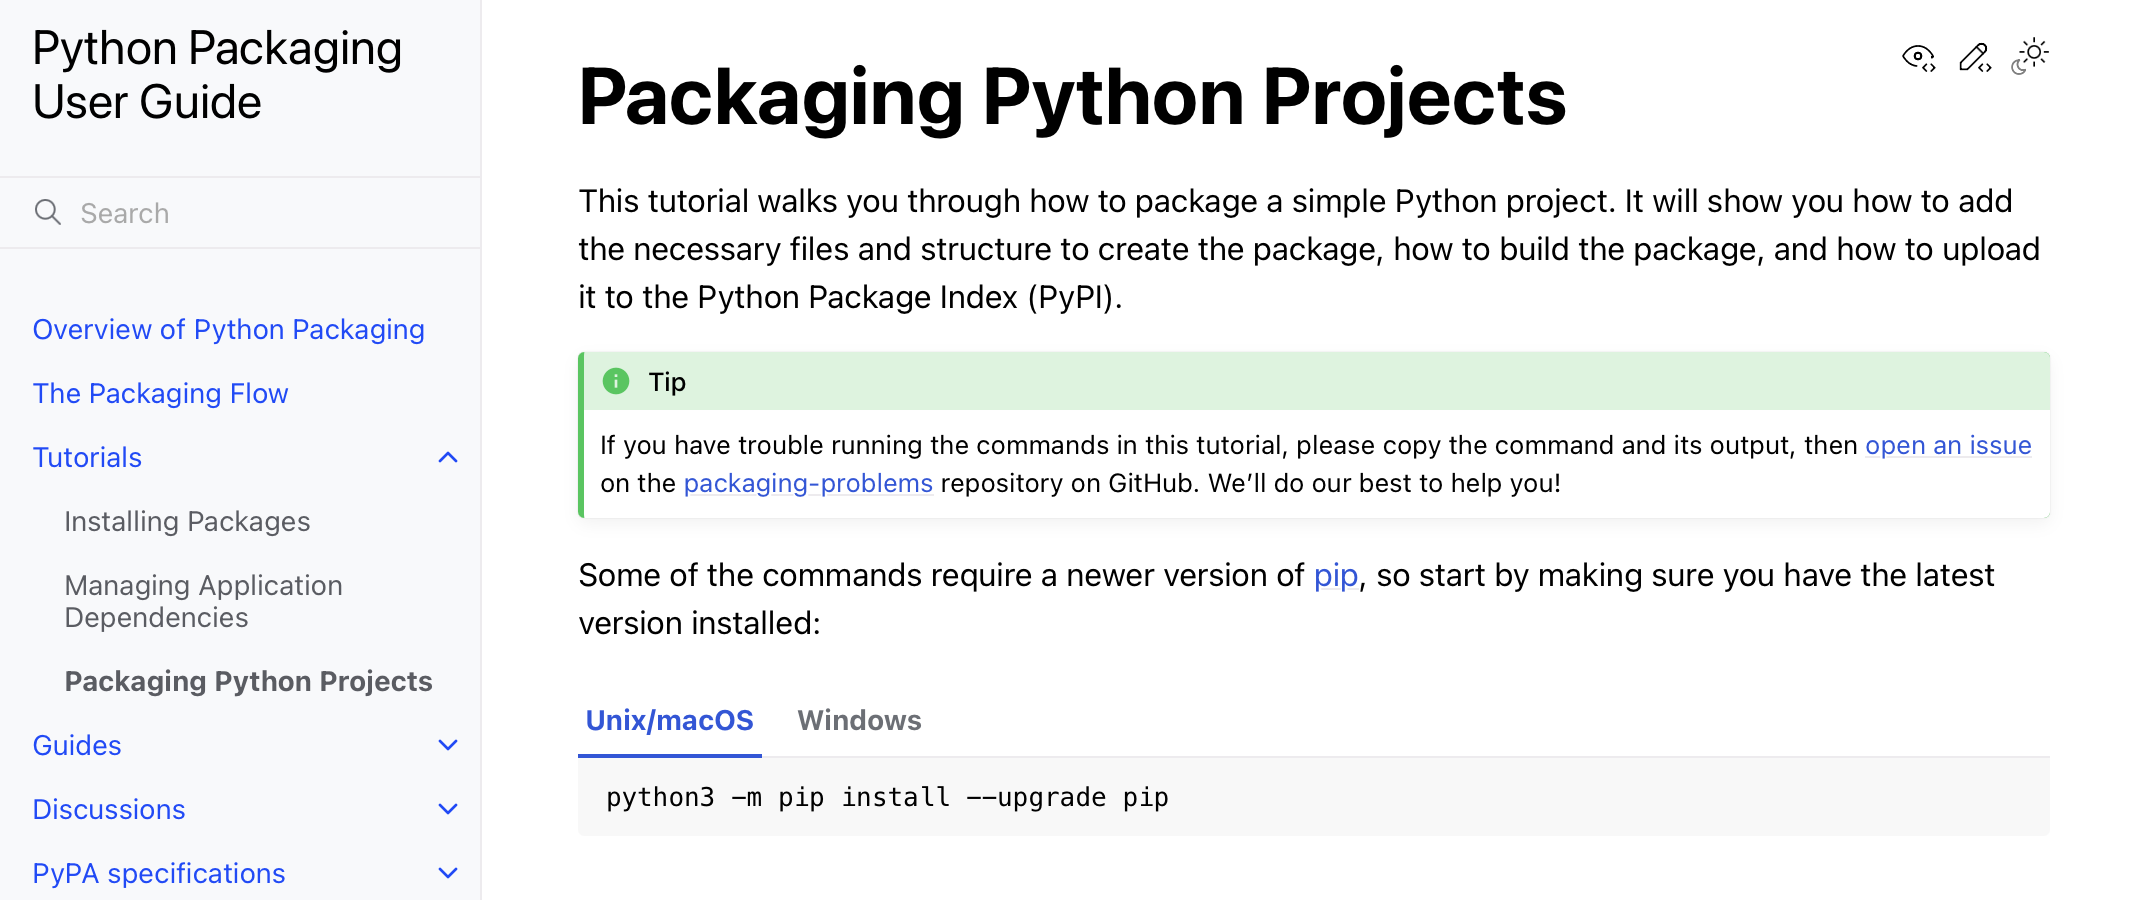 Python Packaging
User Guide
Search
Overview of Python Packaging
The Packaging Flow
Tutorials
Installing Packages
Managing Application
Dependencies
Packaging Python Projects
Guides
Discussions
PyPA specifications
Packaging Python Projects
This tutorial walks you through how to package a simple Python project. It will show you how to add
the necessary files and structure to create the package, how to build the package, and how to upload
it to the Python Package Index (PyPI).
Tip
If you have trouble running the commands in this tutorial, please copy the command and its output, then open an issue
on the packaging-problems repository on GitHub. We’ll do our best to help you!
Some of the commands require a newer version of pip, so start by making sure you have the latest
version installed:
Unix/macOS Windows
python3 -m pip install --upgrade pip